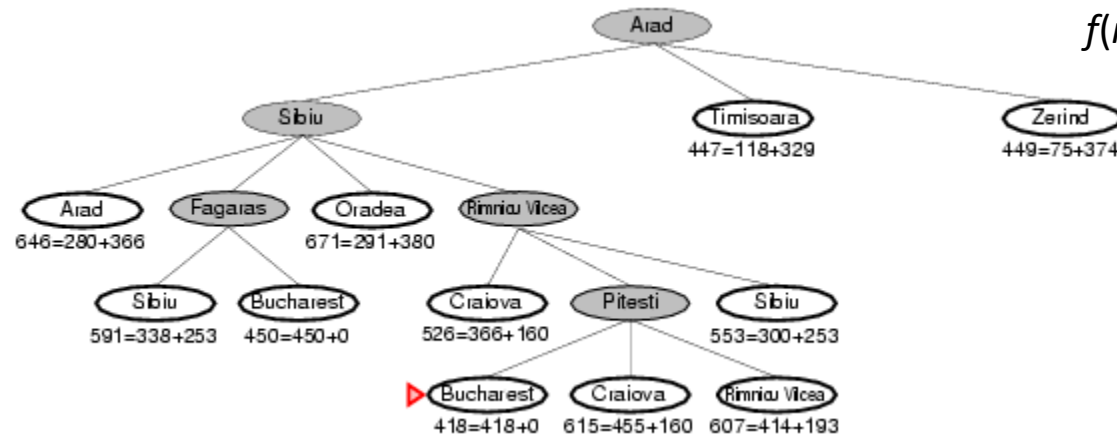 Arad
f(
Sibiu
Timisoara
Zerind
447=118+329
449=75+374
Arad
Fagaras
Oradea
Rimnicu Vilcea
646=280+366
671=291+380
Sibiu
Bucharest
Craiova
Pitesti
Sibiu
591=338+253
450=450+0
526=366+160
553=300+253
Bucharest
Craiova
Rimnicu Vilcea
418=418+0
615=455+160
607=414+193